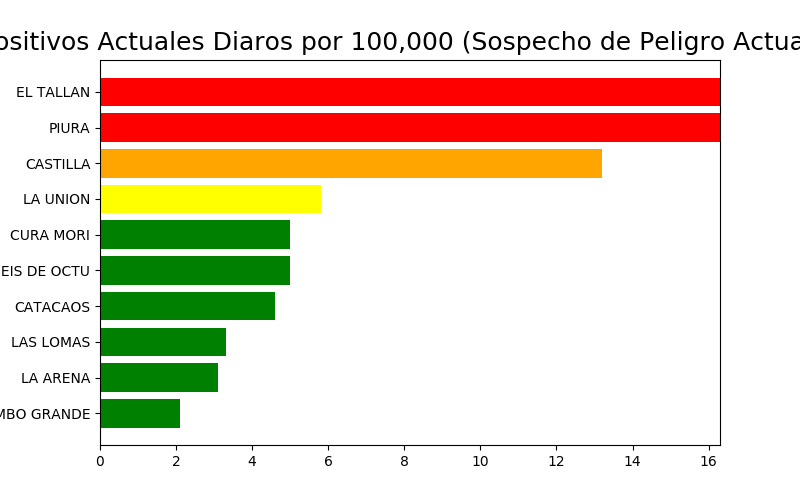 ositivos Actuales Diaros por 100,000 (Sospecho de Peligro Actua
EL TALLAN
PIURA
CASTILLA
LA UNION
CURA MORI
EIS DE OCTU
CATACAOS
LAS LOMAS
LA ARENA
MBO GRANDE
0 2 4 6 8 10 12 14 16